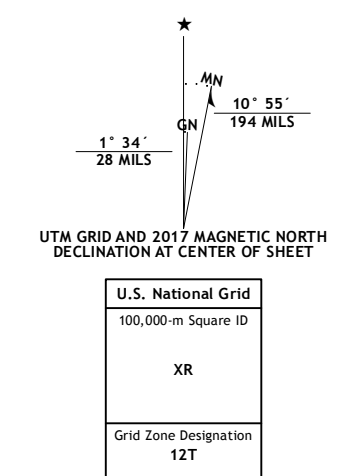 ★
MN
GN
10° 55´
194 MILS
1° 34´
28 MILS
UTM GRID AND 2017 MAGNETIC NORTH
DECLINATION AT CENTER OF SHEET
U.S. National Grid
100,000-m Square ID
XR
Grid Zone Designation
12T